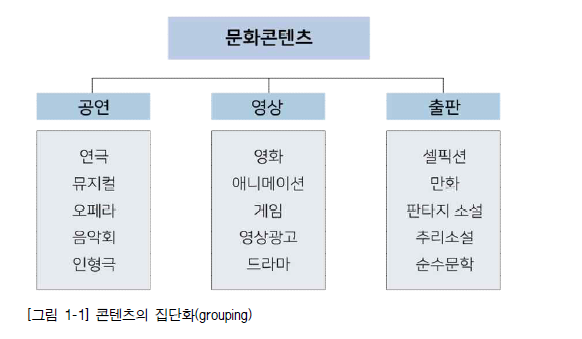 문화콘텐츠
공연
영상
출판
연극
뮤지컬
오페라
음악회
인형극
영화
애니메이션
게임
영상광고
드라마
셀픽션
만화
판타지 소설
추리소설
순수문학
[그림 1-1] 콘텐츠의 집단화(grouping)